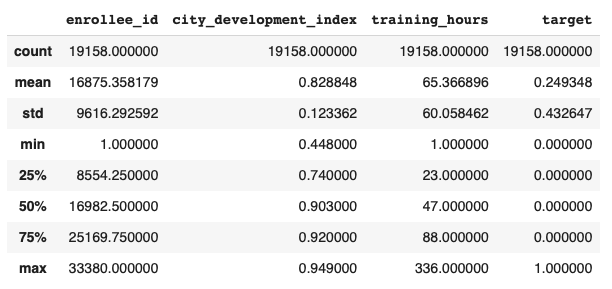 enrollee_id city_development_index training_hours target
count 19158.000000 19158.000000 19158.000000 19158.000000
mean 16875.358179 0.828848 65.366896 0.249348
std 9616.292592 0.123362 60.058462 0.432647
min 1.000000 0.448000 1.000000 0.000000
25% 8554.250000 0.740000 23.000000 0.000000
50% 16982.500000 0.903000 47.000000 0.000000
75% 25169.750000 0.920000 88.000000 0.000000
max 33380.000000 0.949000 336.000000 1.000000